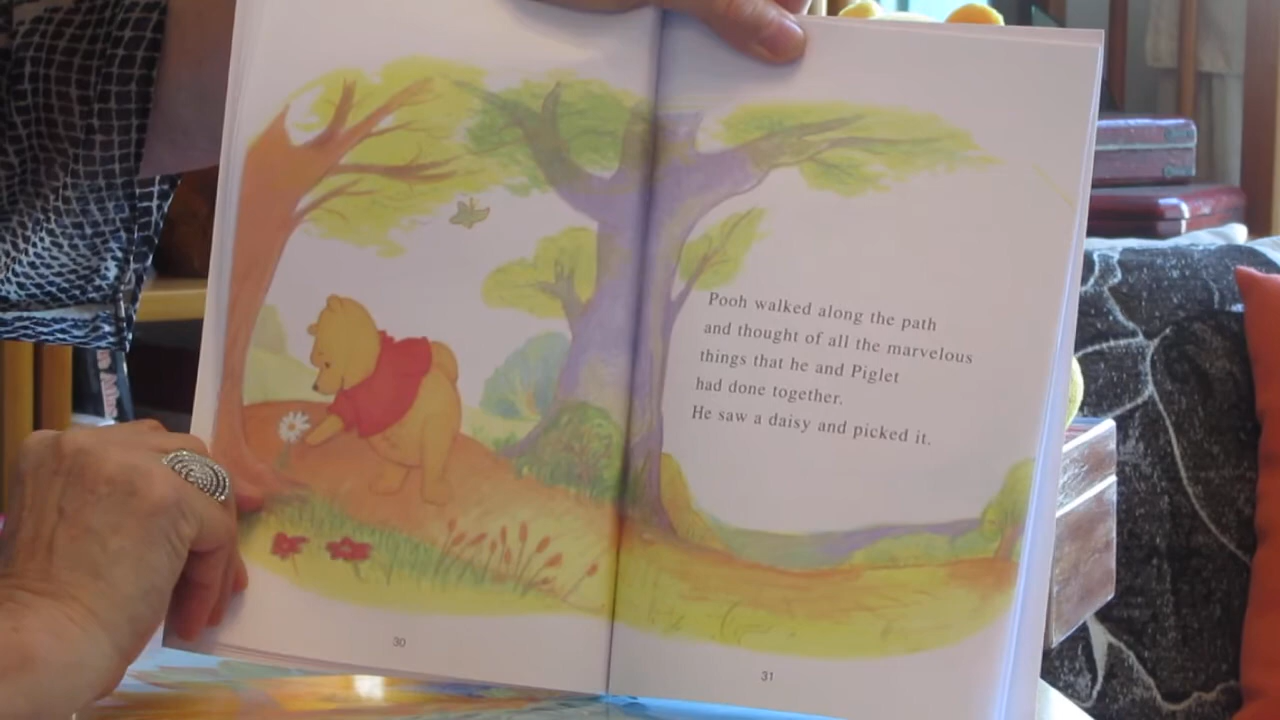 Pooh walked along the path
and thought of all the marvelous
things that he and Piglet
had done together.
He saw a daisy and picked it.
30
31